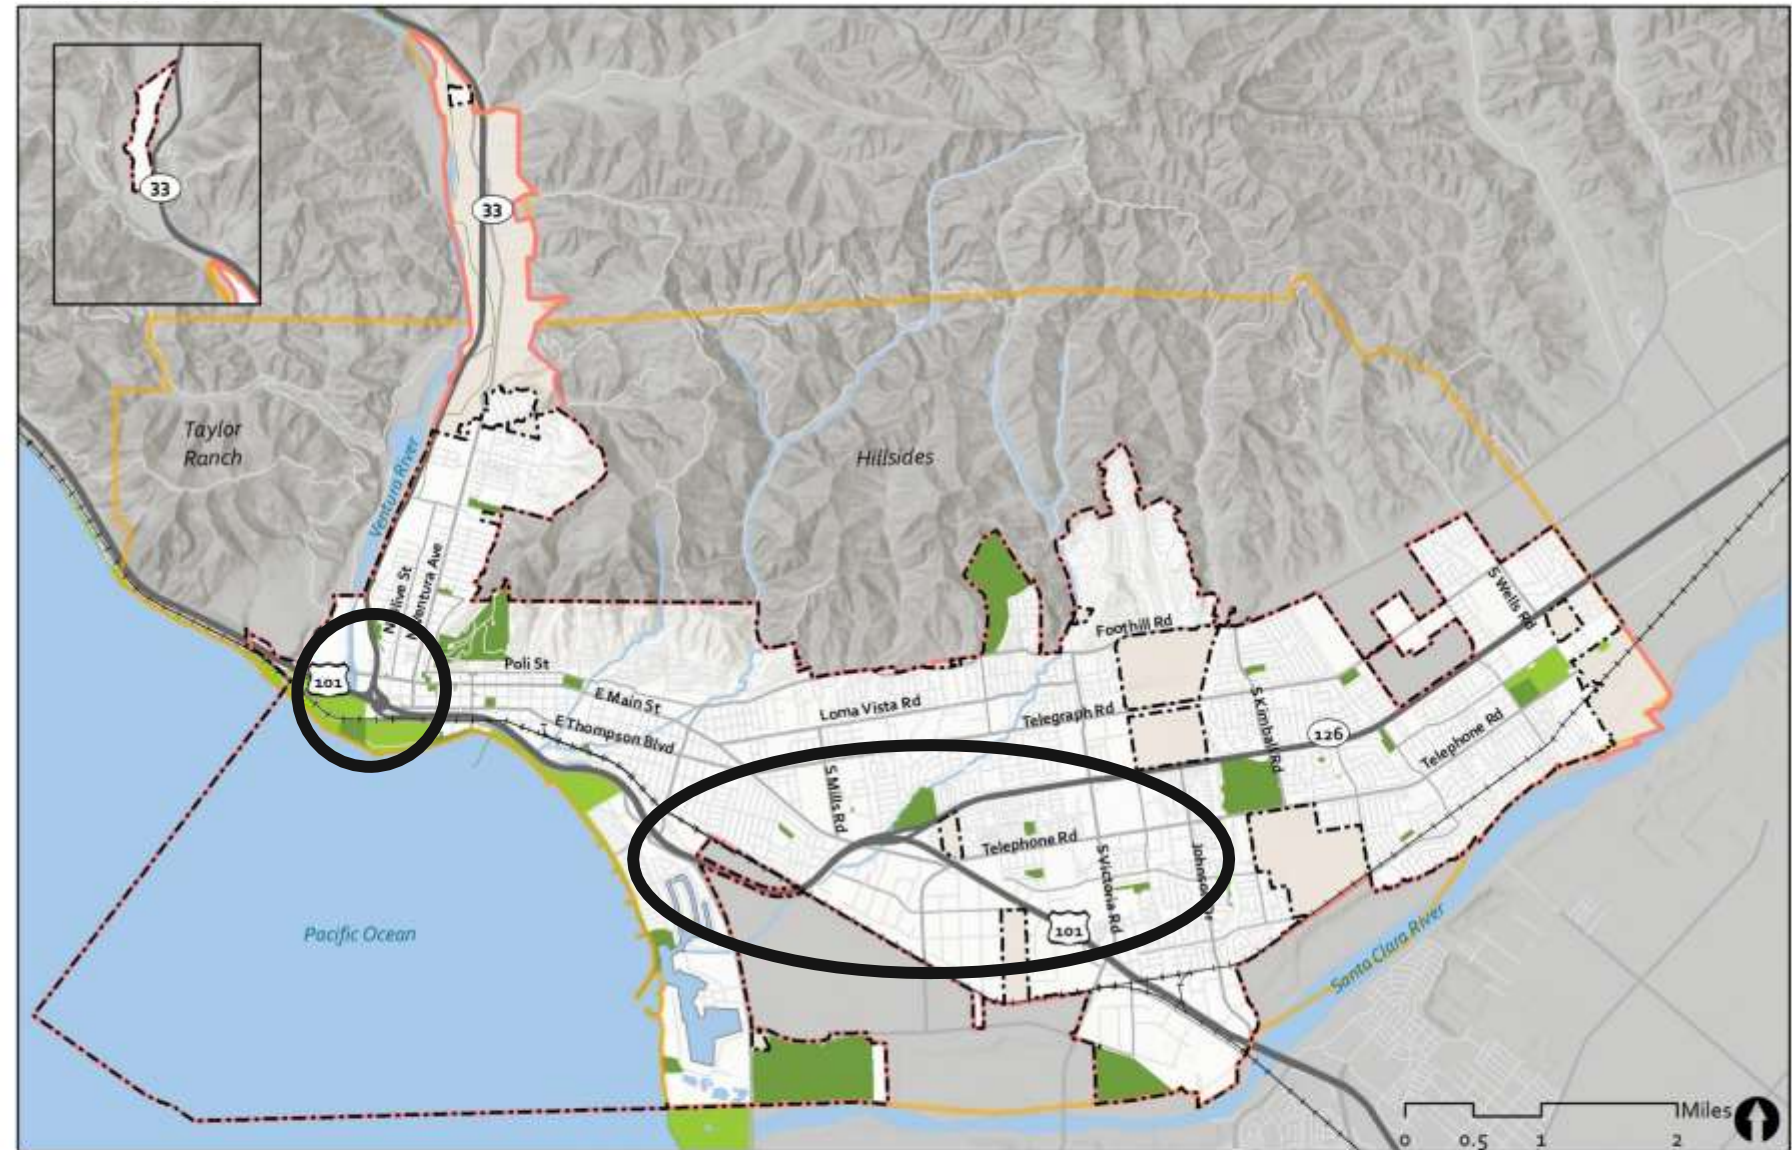 33
33
Taylor
Ranch
Ventura River
Hillsides
N Ventura Ave
S Wells Rd
Foothill Rd
Poli St
101
E Main St
Loma Vista Rd
Telegraph Rd
S Kimball Rd
E Thompson Blvd
126
Telephone Rd
S Mills Rd
Telephone Rd
S Victoria Rd
Johnson Dr
101
Pacific Ocean
Santa Clara River
Miles
0 0.5 1 2